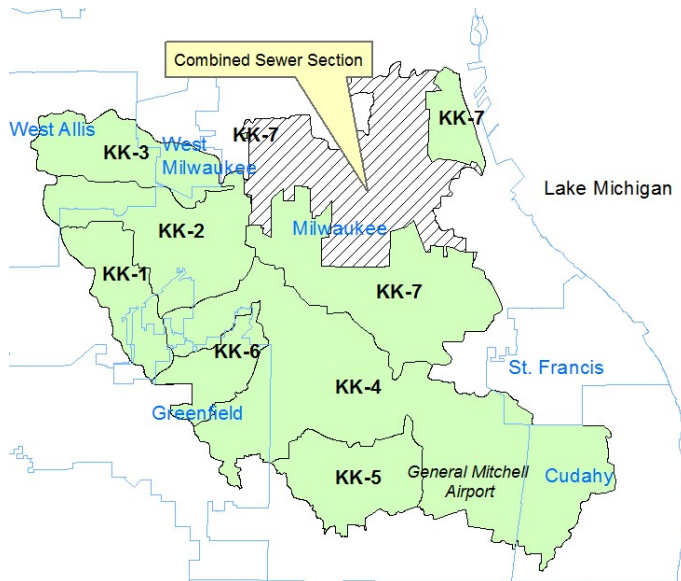 Combined Sewer Section
KK-7
West Allis
KK-3
West
Milwaukee
KK-7
Lake Michigan
KK-2
Milwaukee
KK-1
KK-7
KK-6
St. Francis
KK-4
Greenfield
KK-5
General Mitchell
Airport
Cudahy